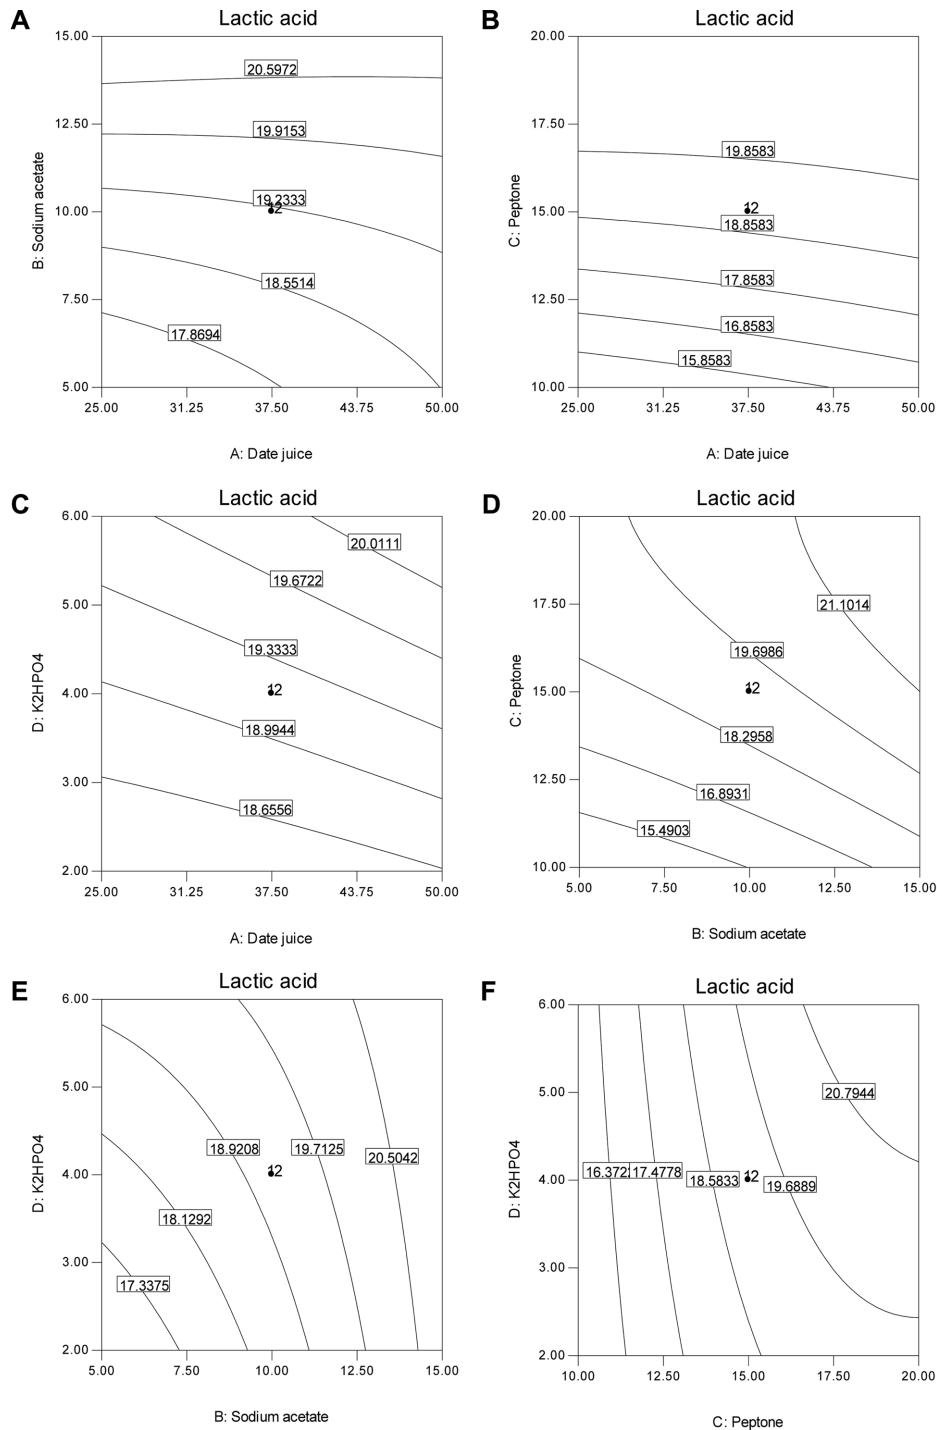 A
Lactic acid
15.00
12.50
10.00
7.50
5.00
B: Sodium acetate
20.5972
19.9153
19.2333
12
18.5514
17.8694
25.00 31.25 37.50 43.75 50.00
A: Date juice
B
Lactic acid
20.00
17.50
15.00
12.50
10.00
C: Peptone
19.8583
12
18.8583
17.8583
16.8583
15.8583
25.00 31.25 37.50 43.75 50.00
A: Date juice
C
Lactic acid
6.00
5.00
4.00
3.00
2.00
D: K2HPO4
20.0111
19.6722
19.3333
12
18.9944
18.6556
25.00 31.25 37.50 43.75 50.00
A: Date juice
D
Lactic acid
20.00
17.50
15.00
12.50
10.00
C: Peptone
21.1014
19.6986
12
18.2958
16.8931
15.4903
5.00 7.50 10.00 12.50 15.00
B: Sodium acetate
E
Lactic acid
6.00
5.00
4.00
3.00
2.00
D: K2HPO4
18.9208
19.7125
20.5042
12
18.1292
17.3375
5.00 7.50 10.00 12.50 15.00
B: Sodium acetate
F
Lactic acid
6.00
5.00
4.00
3.00
2.00
D: K2HPO4
20.7944
16.372
17.4778
18.5833
12
19.6889
10.00 12.50 15.00 17.50 20.00
C: Peptone